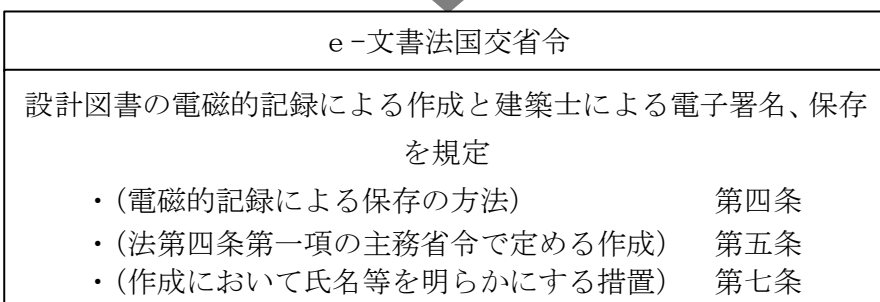 e-文書法国交省令
設計図書の電磁的記録による作成と建築士による電子署名、保存
を規定
・(電磁的記録による保存の方法) 第四条
・(法第四条第一項の主務省令で定める作成) 第五条
・(作成において氏名等を明らかにする措置) 第七条